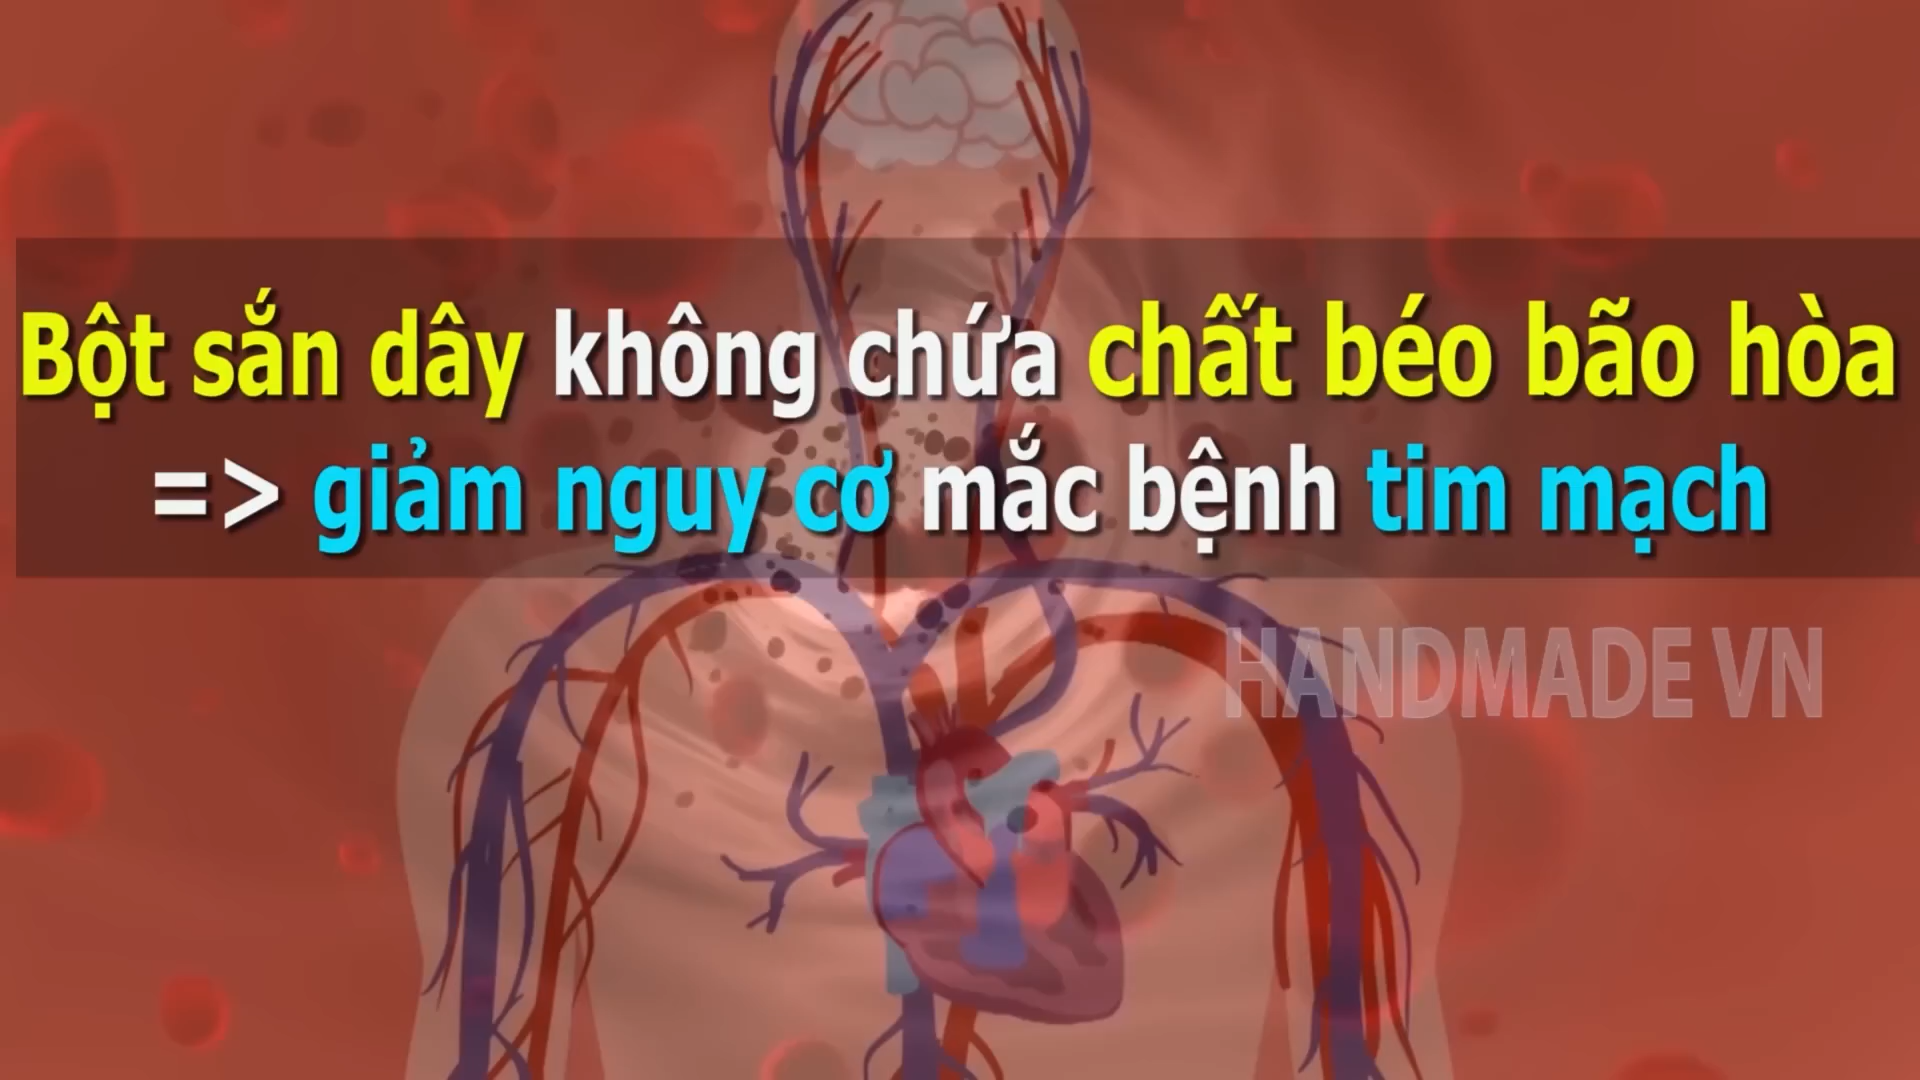 Bột sắn dây không chứa chất béo bão hòa
=> giảm nguy cơ mắc bệnh tim mạch
HANDMADE VN